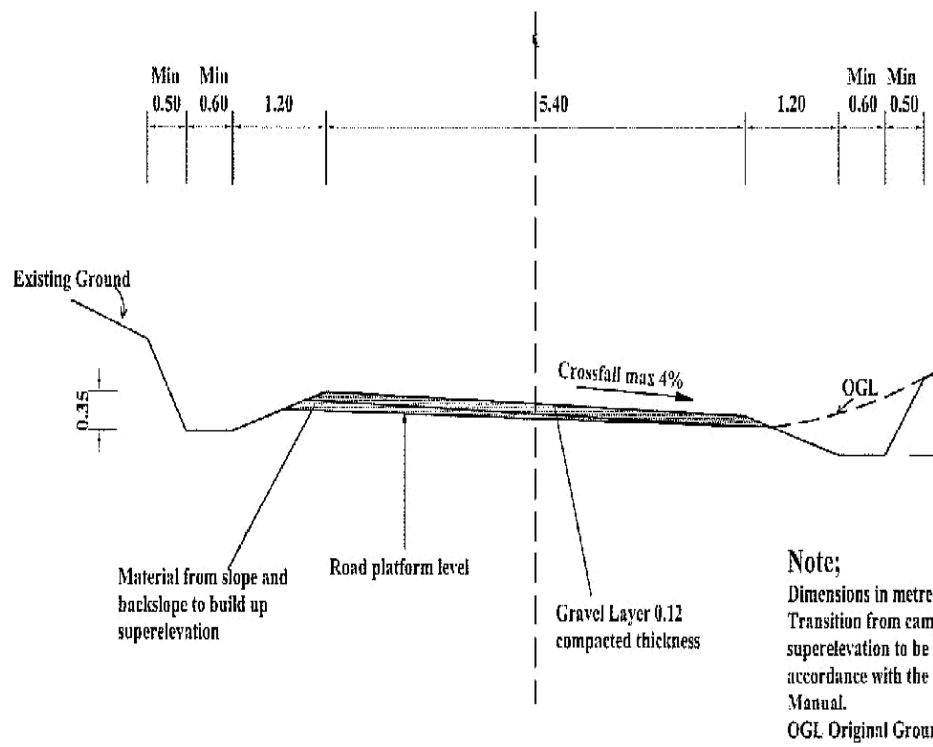 Min Min Min Min
0.50 0.60 1.20 5.40 1.20 0.60 0.50
Existing Ground
Crossfall max 4%
OGL
0.35
Material from slope and
backslope to build up
superelevation
Road platform level
Gravel Layer 0.12
compacted thickness
Note;
Dimensions in metre
Transition from cam
superelevation to be
accordance with the
Manual.
OGL Original Groun